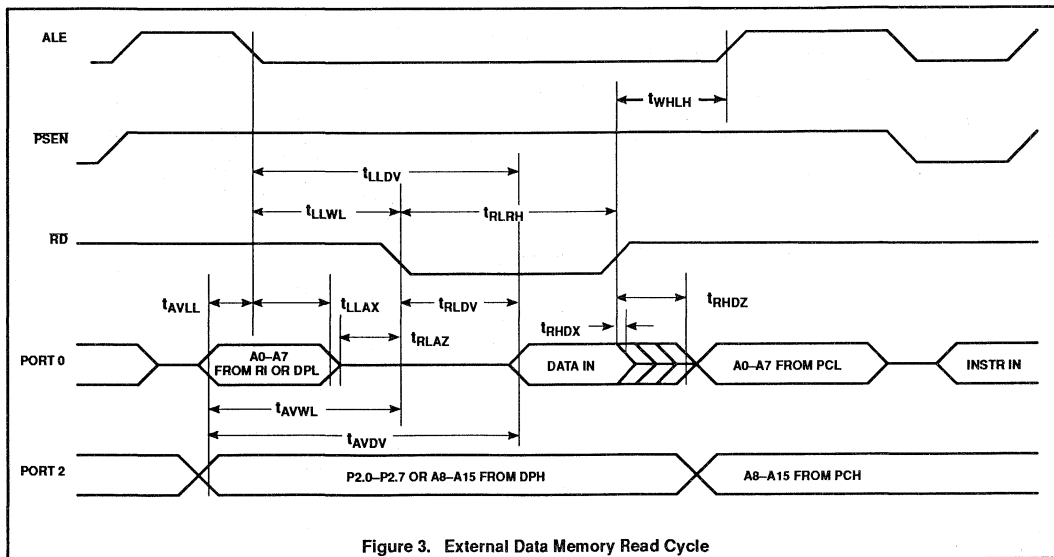 ALE
tWHLH
PSEN
tLLDV
tLLWL
tRLRH
RD
tAVLL
tLLAX
tRLDV
tRHDZ
tRLAZ
tRHDX
PORT 0
A0–A7
FROM RI OR DPL
DATA IN
A0–A7 FROM PCL
INSTR IN
tAVWL
tAVDV
PORT 2
P2.0–P2.7 OR A8–A15 FROM DPH
A8–A15 FROM PCH
Figure 3. External Data Memory Read Cycle